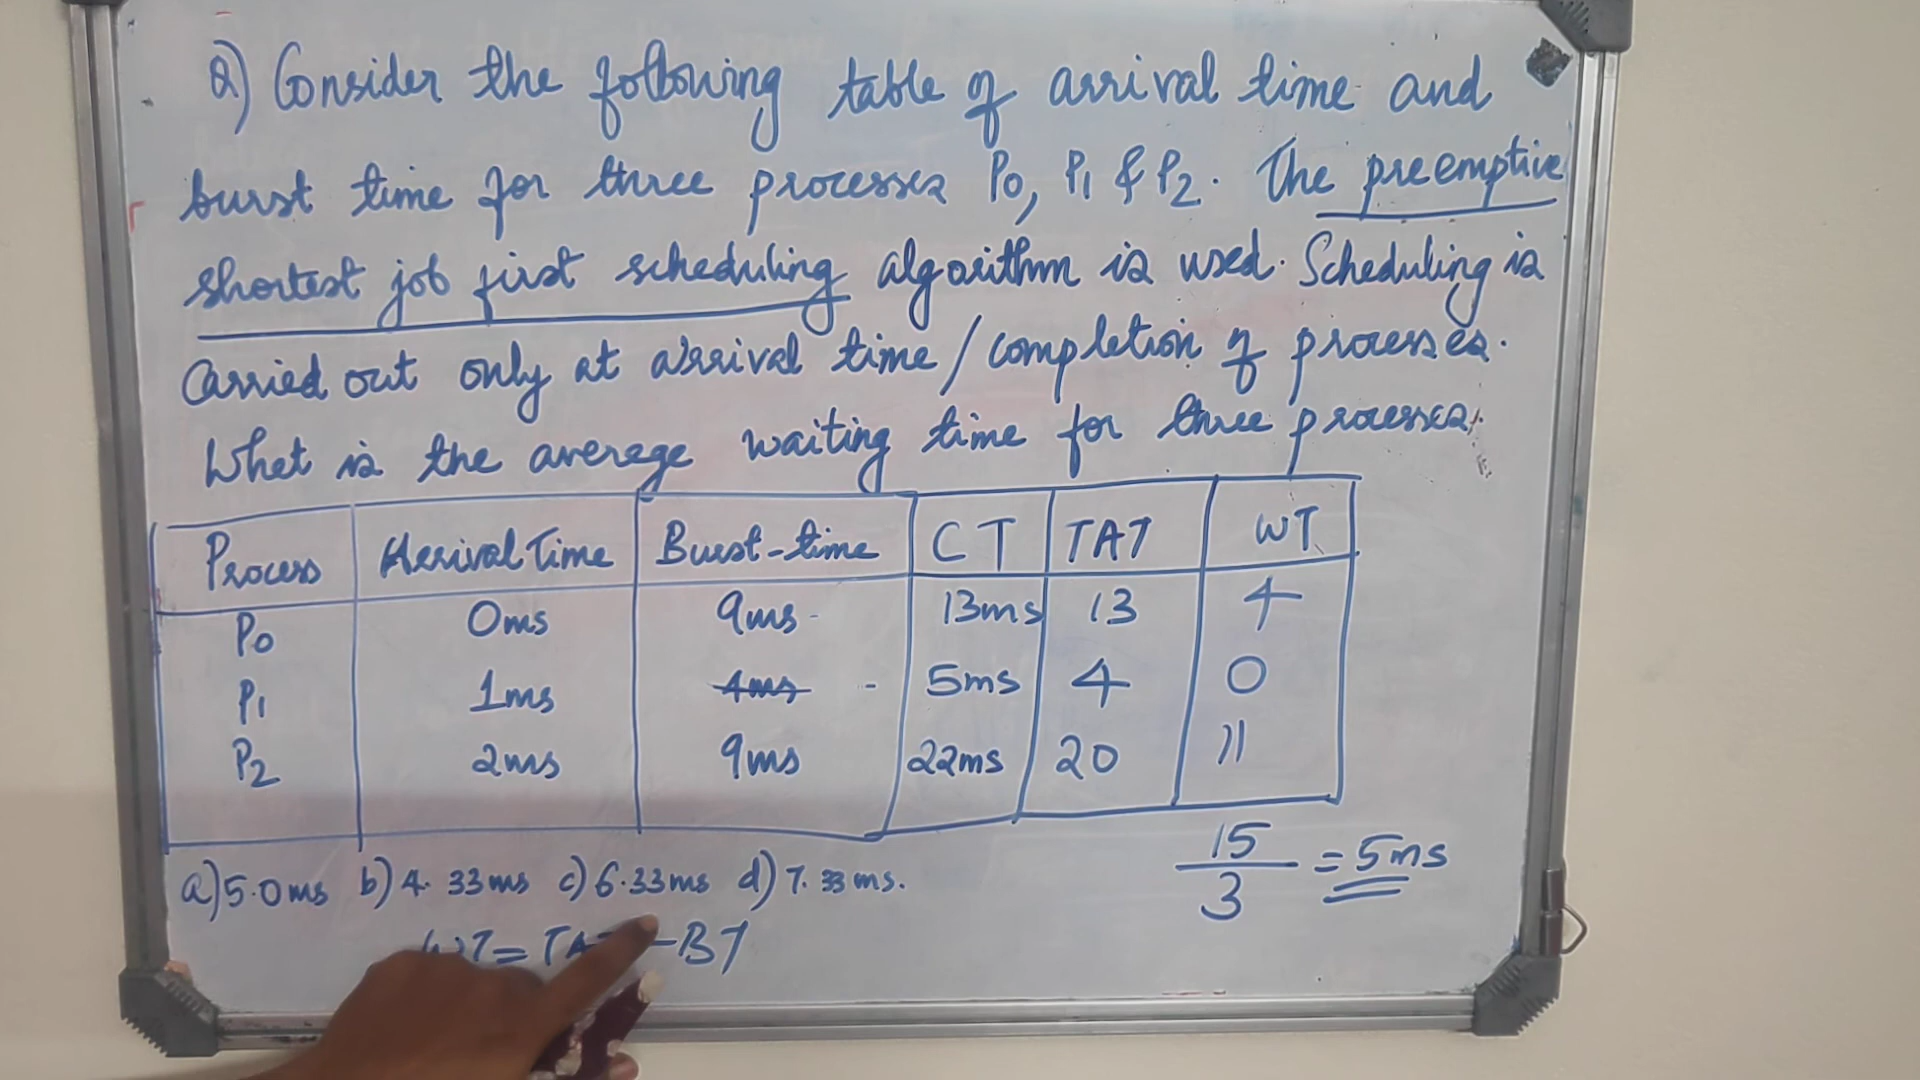 Q) Consider the following table of arrival time and
burst time for three processes P0, P1 & P2. The preemptive
shortest job first scheduling algorithm is used. Scheduling is
carried out only at arrival time/completion of processes.
What is the average waiting time for three processes.
Process Arrival Time Burst-time CT TAT WT
P0 0ms 9ms 13ms 13 4
P1 1ms 4ms 5ms 4 0
P2 2ms 9ms 22ms 20 11
15/3 = 5ms
a) 5.0ms b) 4.33ms c) 6.33ms d) 7.33ms.
WT = TAT - BT